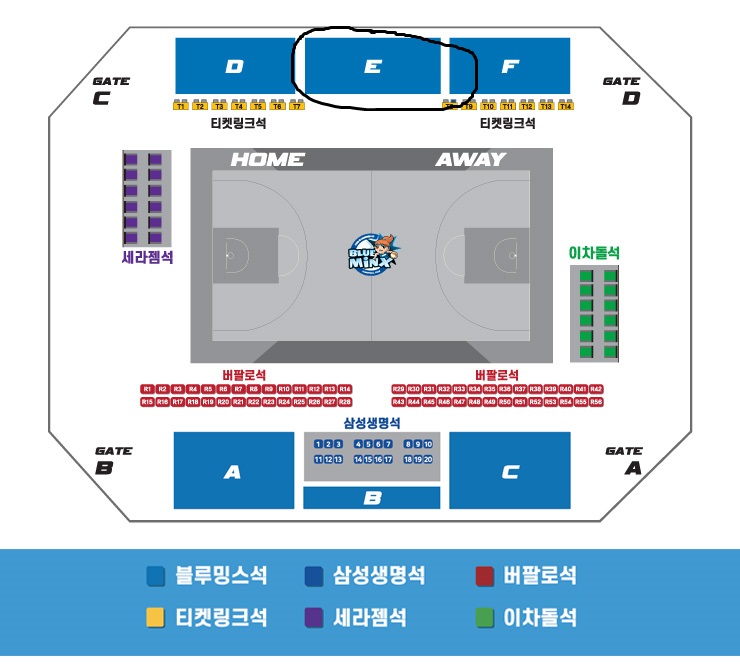 D E F
GATE C
GATE D
T1 T2 T3 T4 T5 T6 T7
T9 T10 T11 T12 T13 T14
티켓링크석
티켓링크석
HOME AWAY
세라젬석
이차돌석
BLUE MINX
버팔로석
버팔로석
R1 R2 R3 R4 R5 R6 R7 R8 R9 R10 R11 R12 R13 R14
R29 R30 R31 R32 R33 R34 R35 R36 R37 R38 R39 R40 R41 R42
R15 R16 R17 R18 R19 R20 R21 R22 R23 R24 R25 R26 R27 R28
R43 R44 R45 R46 R47 R48 R49 R50 R51 R52 R53 R54 R55 R56
삼성생명석
1 2 3 4 5 6 7 8 9 10
11 12 13 14 15 16 17 18 19 20
GATE B
GATE A
A B C
블루밍스석 삼성생명석 버팔로석
티켓링크석 세라젬석 이차돌석